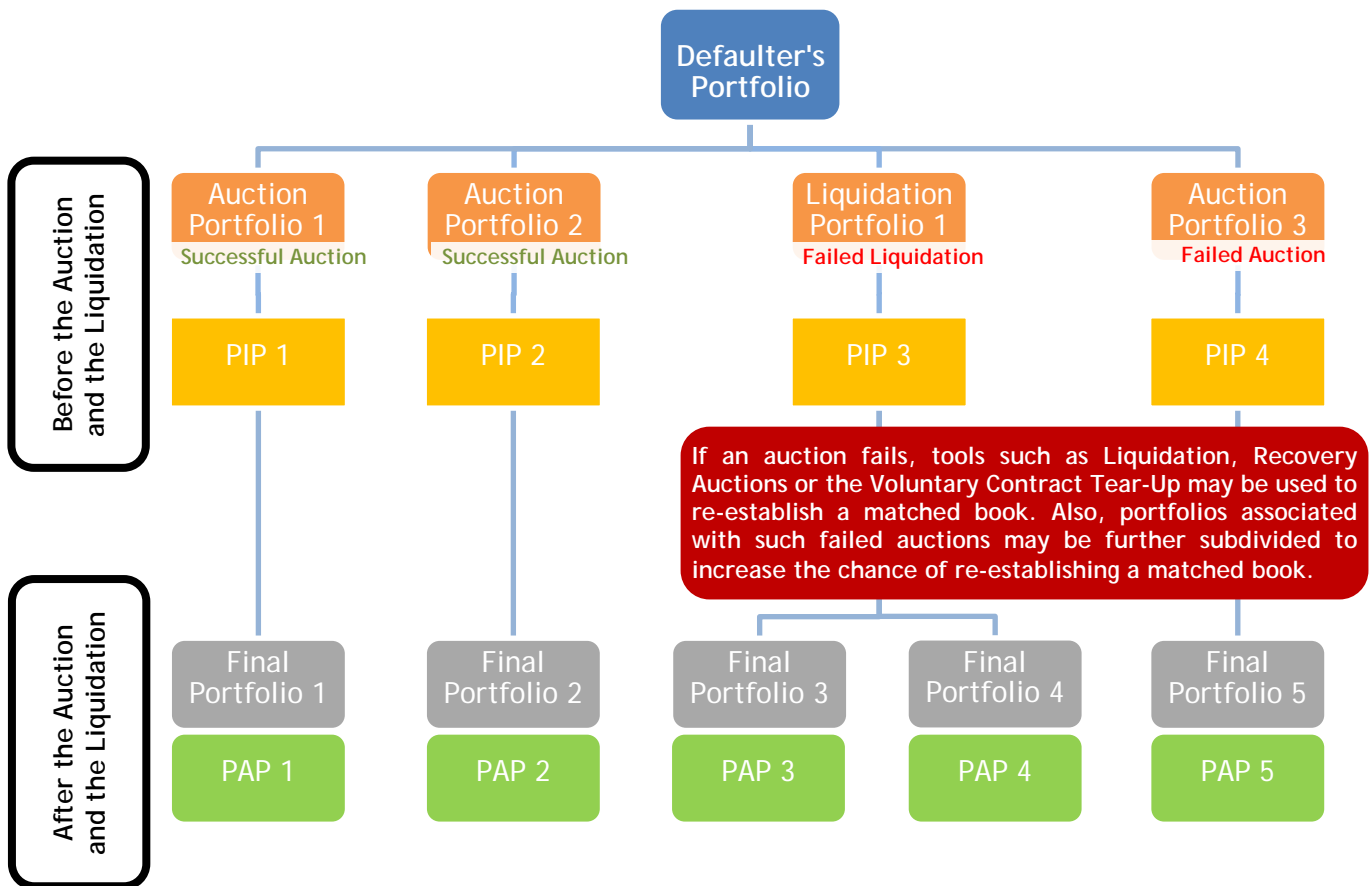 Defaulter's
Portfolio
Before the Auction
and the Liquidation
Auction
Portfolio 1
Successful Auction
Auction
Portfolio 2
Successful Auction
Liquidation
Portfolio 1
Failed Liquidation
Auction
Portfolio 3
Failed Auction
PIP 1
PIP 2
PIP 3
PIP 4
If an auction fails, tools such as Liquidation, Recovery
Auctions or the Voluntary Contract Tear-Up may be used to
re-establish a matched book. Also, portfolios associated
with such failed auctions may be further subdivided to
increase the chance of re-establishing a matched book.
After the Auction
and the Liquidation
Final
Portfolio 1
Final
Portfolio 2
Final
Portfolio 3
Final
Portfolio 4
Final
Portfolio 5
PAP 1
PAP 2
PAP 3
PAP 4
PAP 5